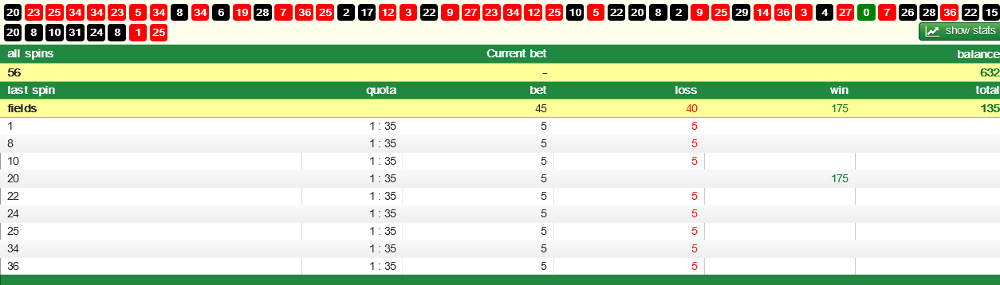 20 23 25 34 34 23 5 34 8 34 6 19 28 7 36 25 2 17 12 3 22 9 27 23 34 12 25 10 5 22 20 8 2 9 25 29 14 36 3 4 27 0 7 26 28 36 22 15
20 8 10 31 24 8 1 25 show stats
all spins Current bet balance
56 - 632
last spin quota bet loss win total
fields 45 40 175 135
1 1 : 35 5 5
8 1 : 35 5 5
10 1 : 35 5 5
20 1 : 35 5 175
22 1 : 35 5 5
24 1 : 35 5 5
25 1 : 35 5 5
34 1 : 35 5 5
36 1 : 35 5 5